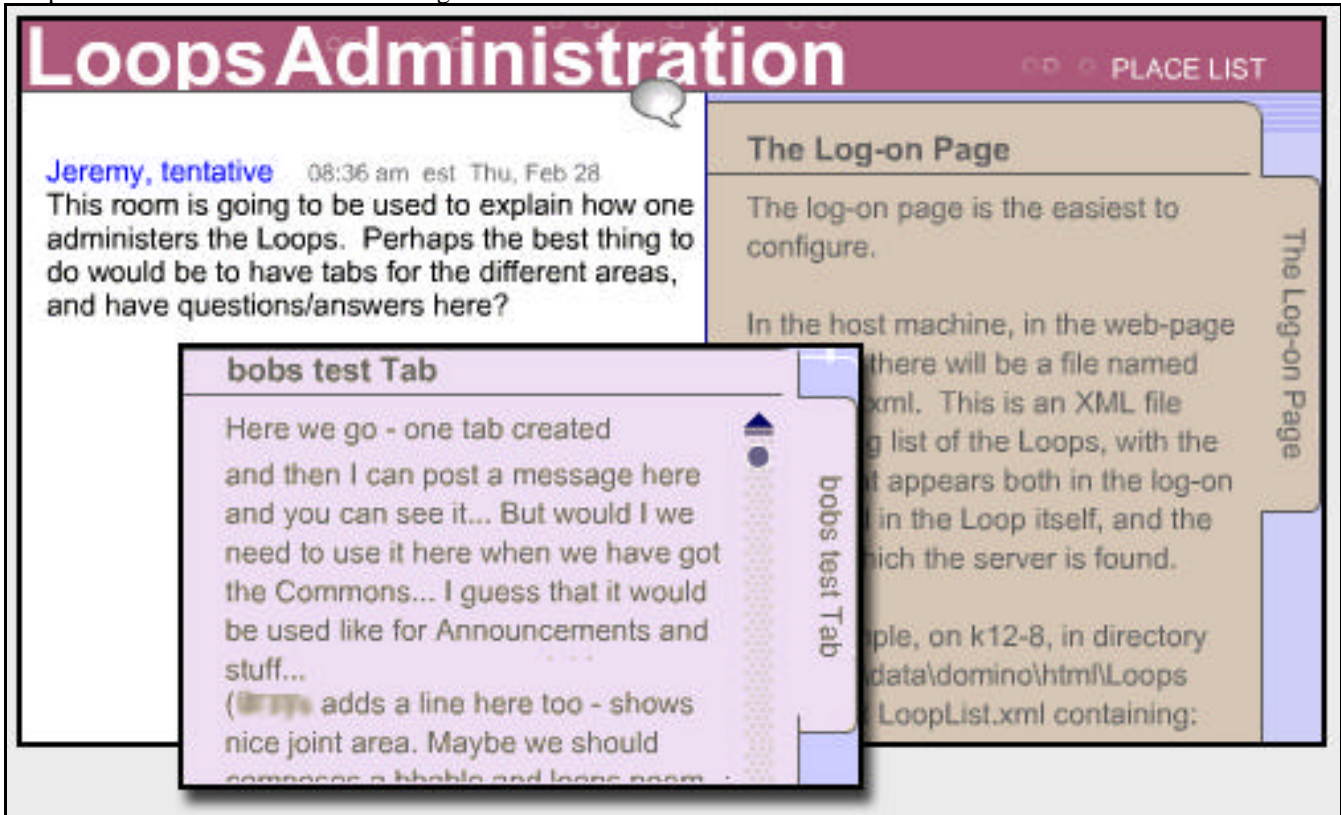 Loops Administration
PLACE LIST
Jeremy, tentative 08:36 am est Thu, Feb 28
This room is going to be used to explain how one
administers the Loops. Perhaps the best thing to
do would be to have tabs for the different areas,
and have questions/answers here?
The Log-on Page
The log-on page is the easiest to
configure.
In the host machine, in the web-page
there will be a file named
xml. This is an XML file
g list of the Loops, with the
t appears both in the log-on
in the Loop itself, and the
ich the server is found.
ple, on k12-8, in directory
data\domino\html\Loops
LoopList.xml containing:
The Log-on Page
bobs test Tab
Here we go - one tab created
and then I can post a message here
and you can see it... But would I we
need to use it here when we have got
the Commons... I guess that it would
be used like for Announcements and
stuff...
( adds a line here too - shows
nice joint area. Maybe we should
bobs test Tab